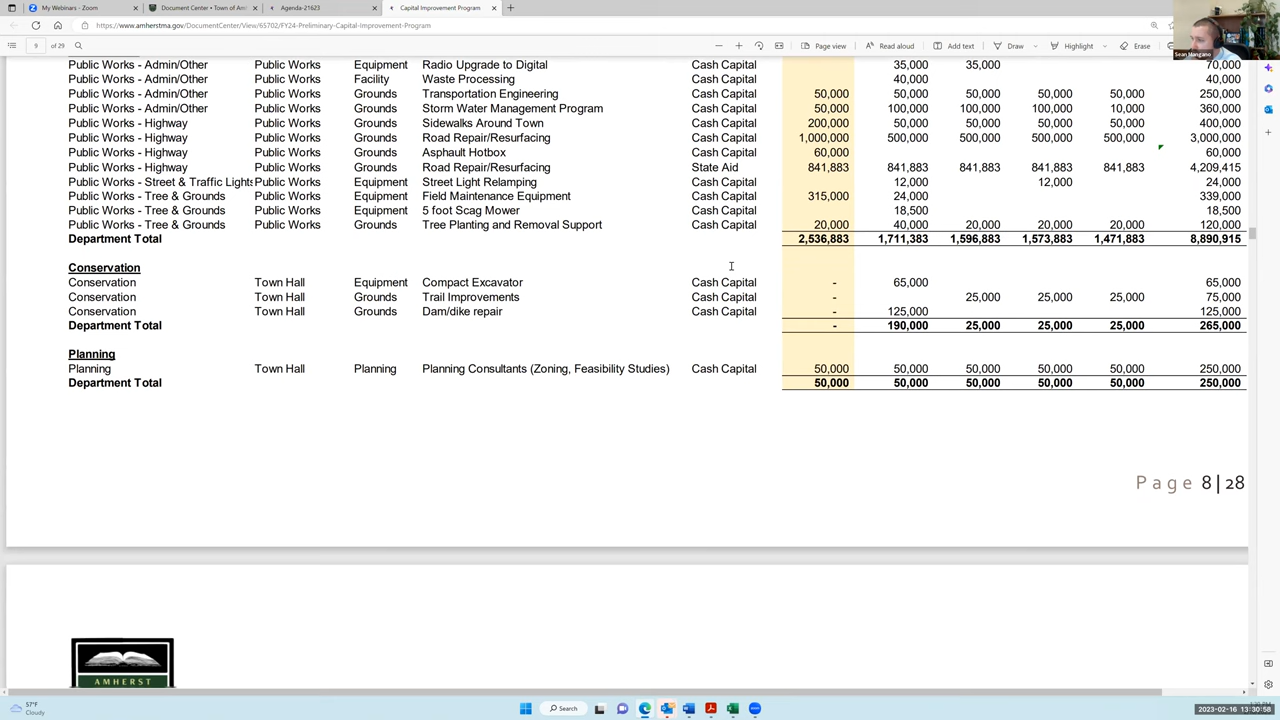 My Webinars - Zoom
Document Center • Town of Am
Agenda-21623
Capital Improvement Program
https://www.amherstma.gov/DocumentCenter/View/65702/FY24-Preliminary-Capital-Improvement-Program
9 of 29
Page view
Read aloud
Add text
Draw
Highlight
Erase
Sean Mangano
Public Works - Admin/Other Public Works Equipment Radio Upgrade to Digital Cash Capital 35,000 35,000 70,000
Public Works - Admin/Other Public Works Facility Waste Processing Cash Capital 40,000 40,000
Public Works - Admin/Other Public Works Grounds Transportation Engineering Cash Capital 50,000 50,000 50,000 50,000 50,000 250,000
Public Works - Admin/Other Public Works Grounds Storm Water Management Program Cash Capital 50,000 100,000 100,000 100,000 10,000 360,000
Public Works - Highway Public Works Grounds Sidewalks Around Town Cash Capital 200,000 50,000 50,000 50,000 50,000 400,000
Public Works - Highway Public Works Grounds Road Repair/Resurfacing Cash Capital 1,000,000 500,000 500,000 500,000 500,000 3,000,000
Public Works - Highway Public Works Grounds Asphault Hotbox Cash Capital 60,000 60,000
Public Works - Highway Public Works Grounds Road Repair/Resurfacing State Aid 841,883 841,883 841,883 841,883 841,883 4,209,415
Public Works - Street & Traffic Lights Public Works Equipment Street Light Relamping Cash Capital 12,000 12,000 24,000
Public Works - Tree & Grounds Public Works Equipment Field Maintenance Equipment Cash Capital 315,000 24,000 339,000
Public Works - Tree & Grounds Public Works Equipment 5 foot Scag Mower Cash Capital 18,500 18,500
Public Works - Tree & Grounds Public Works Grounds Tree Planting and Removal Support Cash Capital 20,000 40,000 20,000 20,000 20,000 120,000
Department Total 2,536,883 1,711,383 1,596,883 1,573,883 1,471,883 8,890,915
Conservation
Conservation Town Hall Equipment Compact Excavator Cash Capital - 65,000 65,000
Conservation Town Hall Grounds Trail Improvements Cash Capital - 25,000 25,000 25,000 75,000
Conservation Town Hall Grounds Dam/dike repair Cash Capital - 125,000 125,000
Department Total - 190,000 25,000 25,000 25,000 265,000
Planning
Planning Town Hall Planning Planning Consultants (Zoning, Feasibility Studies) Cash Capital 50,000 50,000 50,000 50,000 50,000 250,000
Department Total 50,000 50,000 50,000 50,000 50,000 250,000
Page 8|28
AMHERST
57°F
Cloudy
Search
2023-02-16 13:30:58